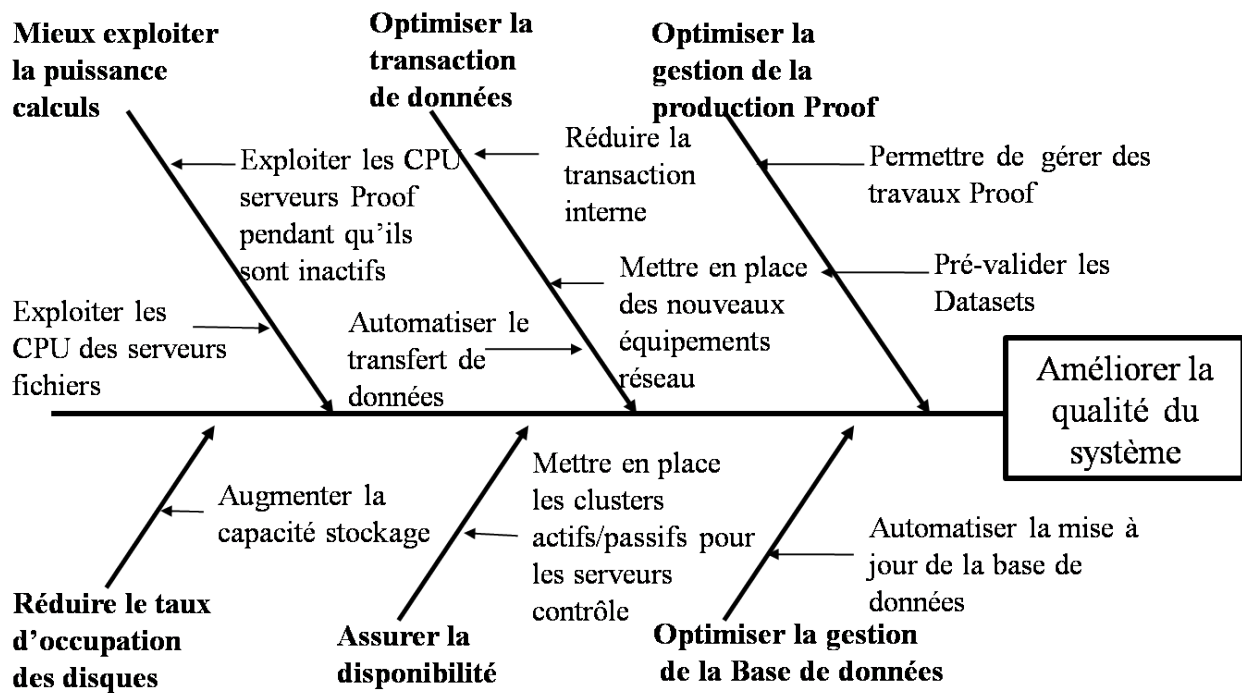 Mieux exploiter
la puissance
calculs
Optimiser la
transaction
de données
Optimiser la
gestion de la
production Proof
Exploiter les CPU
serveurs Proof
pendant qu’ils
sont inactifs
Réduire la
transaction
interne
Permettre de gérer des
travaux Proof
Exploiter les
CPU des serveurs
fichiers
Automatiser le
transfert de
données
Mettre en place
des nouveaux
équipements
réseau
Pré-valider les
Datasets
Améliorer la
qualité du
système
Augmenter la
capacité stockage
Mettre en place
les clusters
actifs/passifs pour
les serveurs
contrôle
Automatiser la mise à
jour de la base de
données
Réduire le taux
d’occupation
des disques
Assurer la
disponibilité
Optimiser la gestion
de la Base de données